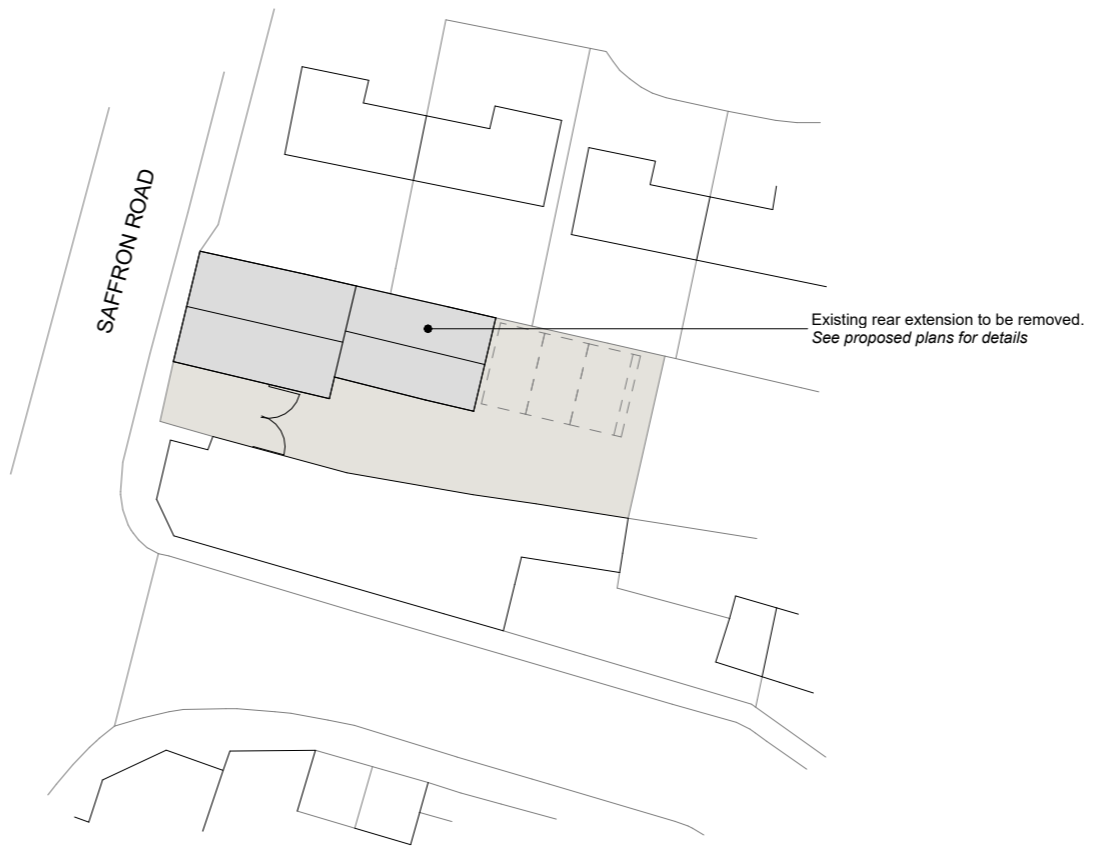 SAFFRON ROAD
Existing rear extension to be removed.
See proposed plans for details